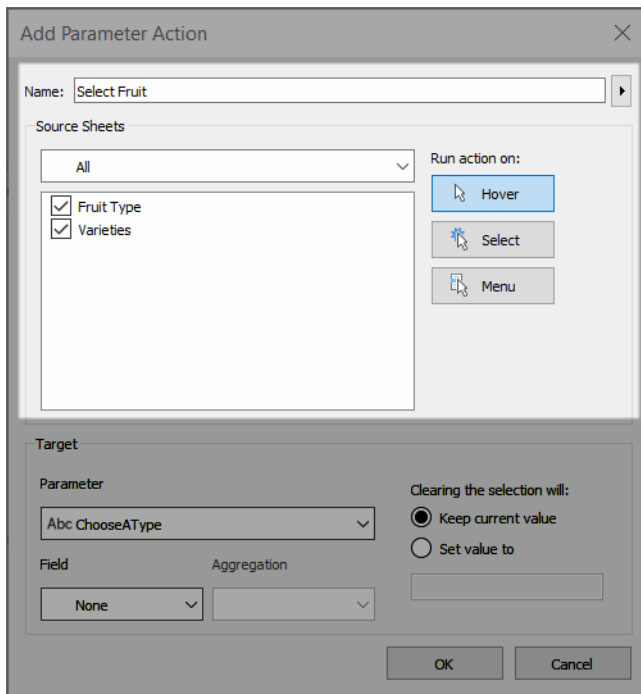 Add Parameter Action
Name: Select Fruit
Source Sheets
All
Fruit Type
Varieties
Run action on:
Hover
Select
Menu
Target
Parameter
Abc ChooseAType
Field
None
Aggregation
Clearing the selection will:
Keep current value
Set value to
OK
Cancel